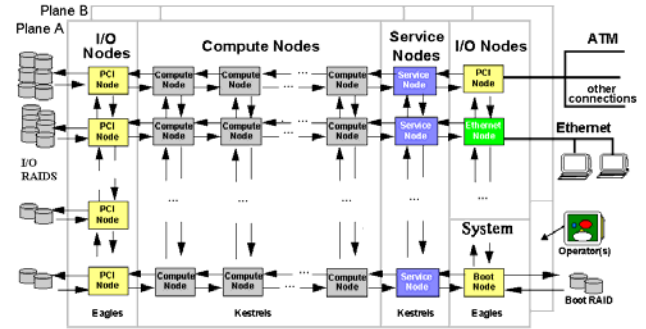 Plane B
Plane A
I/O Nodes
Compute Nodes
Service Nodes
I/O Nodes
ATM
other connections
Ethernet
PCI Node
Compute Node
Compute Node
...
Compute Node
Service Node
PCI Node
PCI Node
Compute Node
Compute Node
...
Compute Node
Service Node
Ethernet Node
I/O RAIDS
...
...
...
...
PCI Node
System
Operator(s)
PCI Node
Compute Node
Compute Node
...
Compute Node
Service Node
Boot Node
Boot RAID
Eagles
Kestrels
Kestrels
Eagles